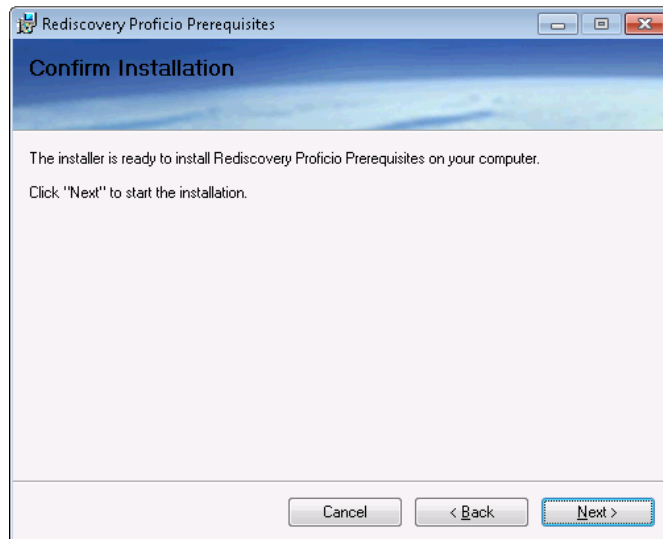 Rediscovery Proficio Prerequisites
Confirm Installation
The installer is ready to install Rediscovery Proficio Prerequisites on your computer.
Click "Next" to start the installation.
Cancel
< Back
Next >